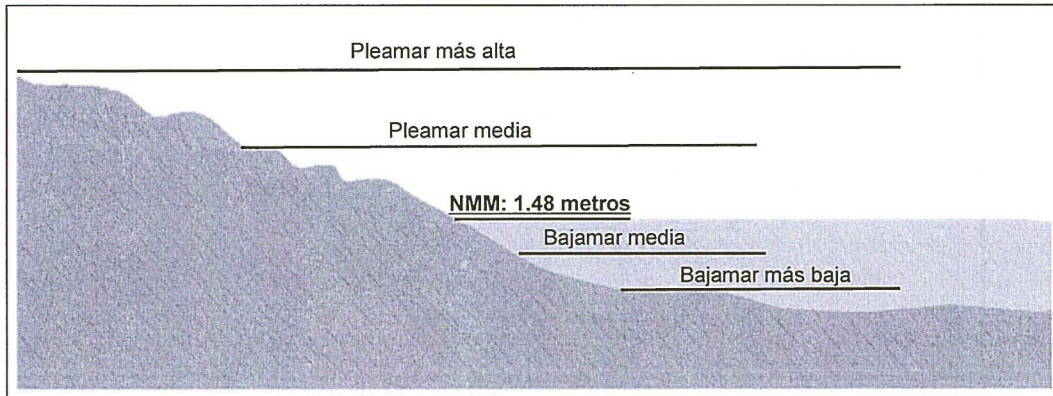 Pleamar más alta
Pleamar media
NMM: 1.48 metros
Bajamar media
Bajamar más baja